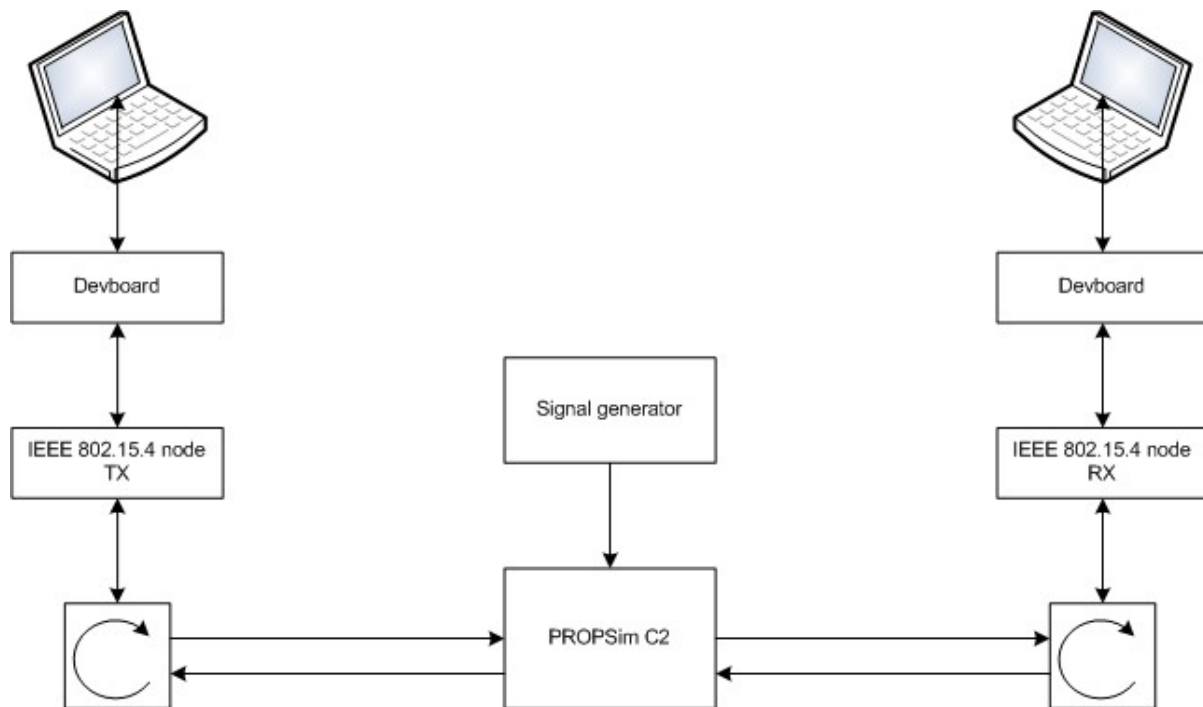 Devboard
Devboard
Signal generator
IEEE 802.15.4 node
TX
IEEE 802.15.4 node
RX
PROPSim C2